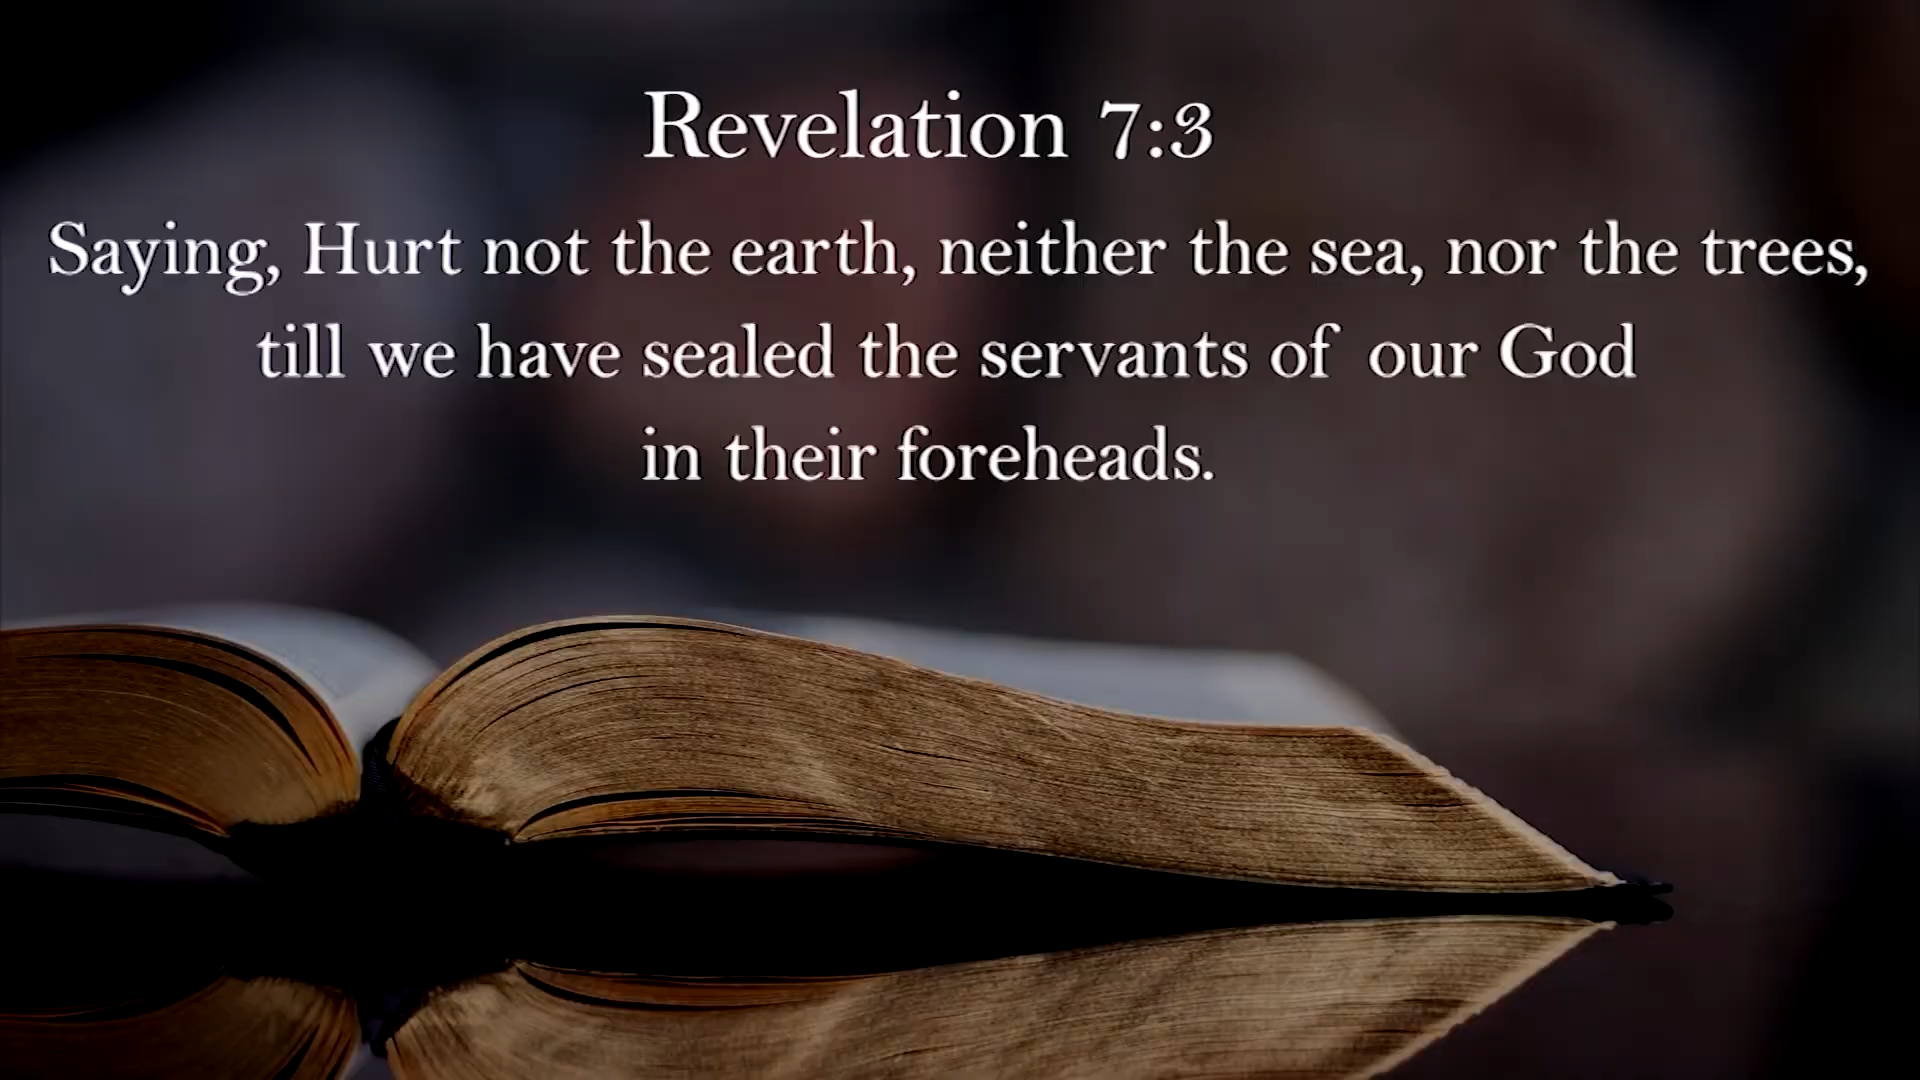 Revelation 7:3
Saying, Hurt not the earth, neither the sea, nor the trees,
till we have sealed the servants of our God
in their foreheads.